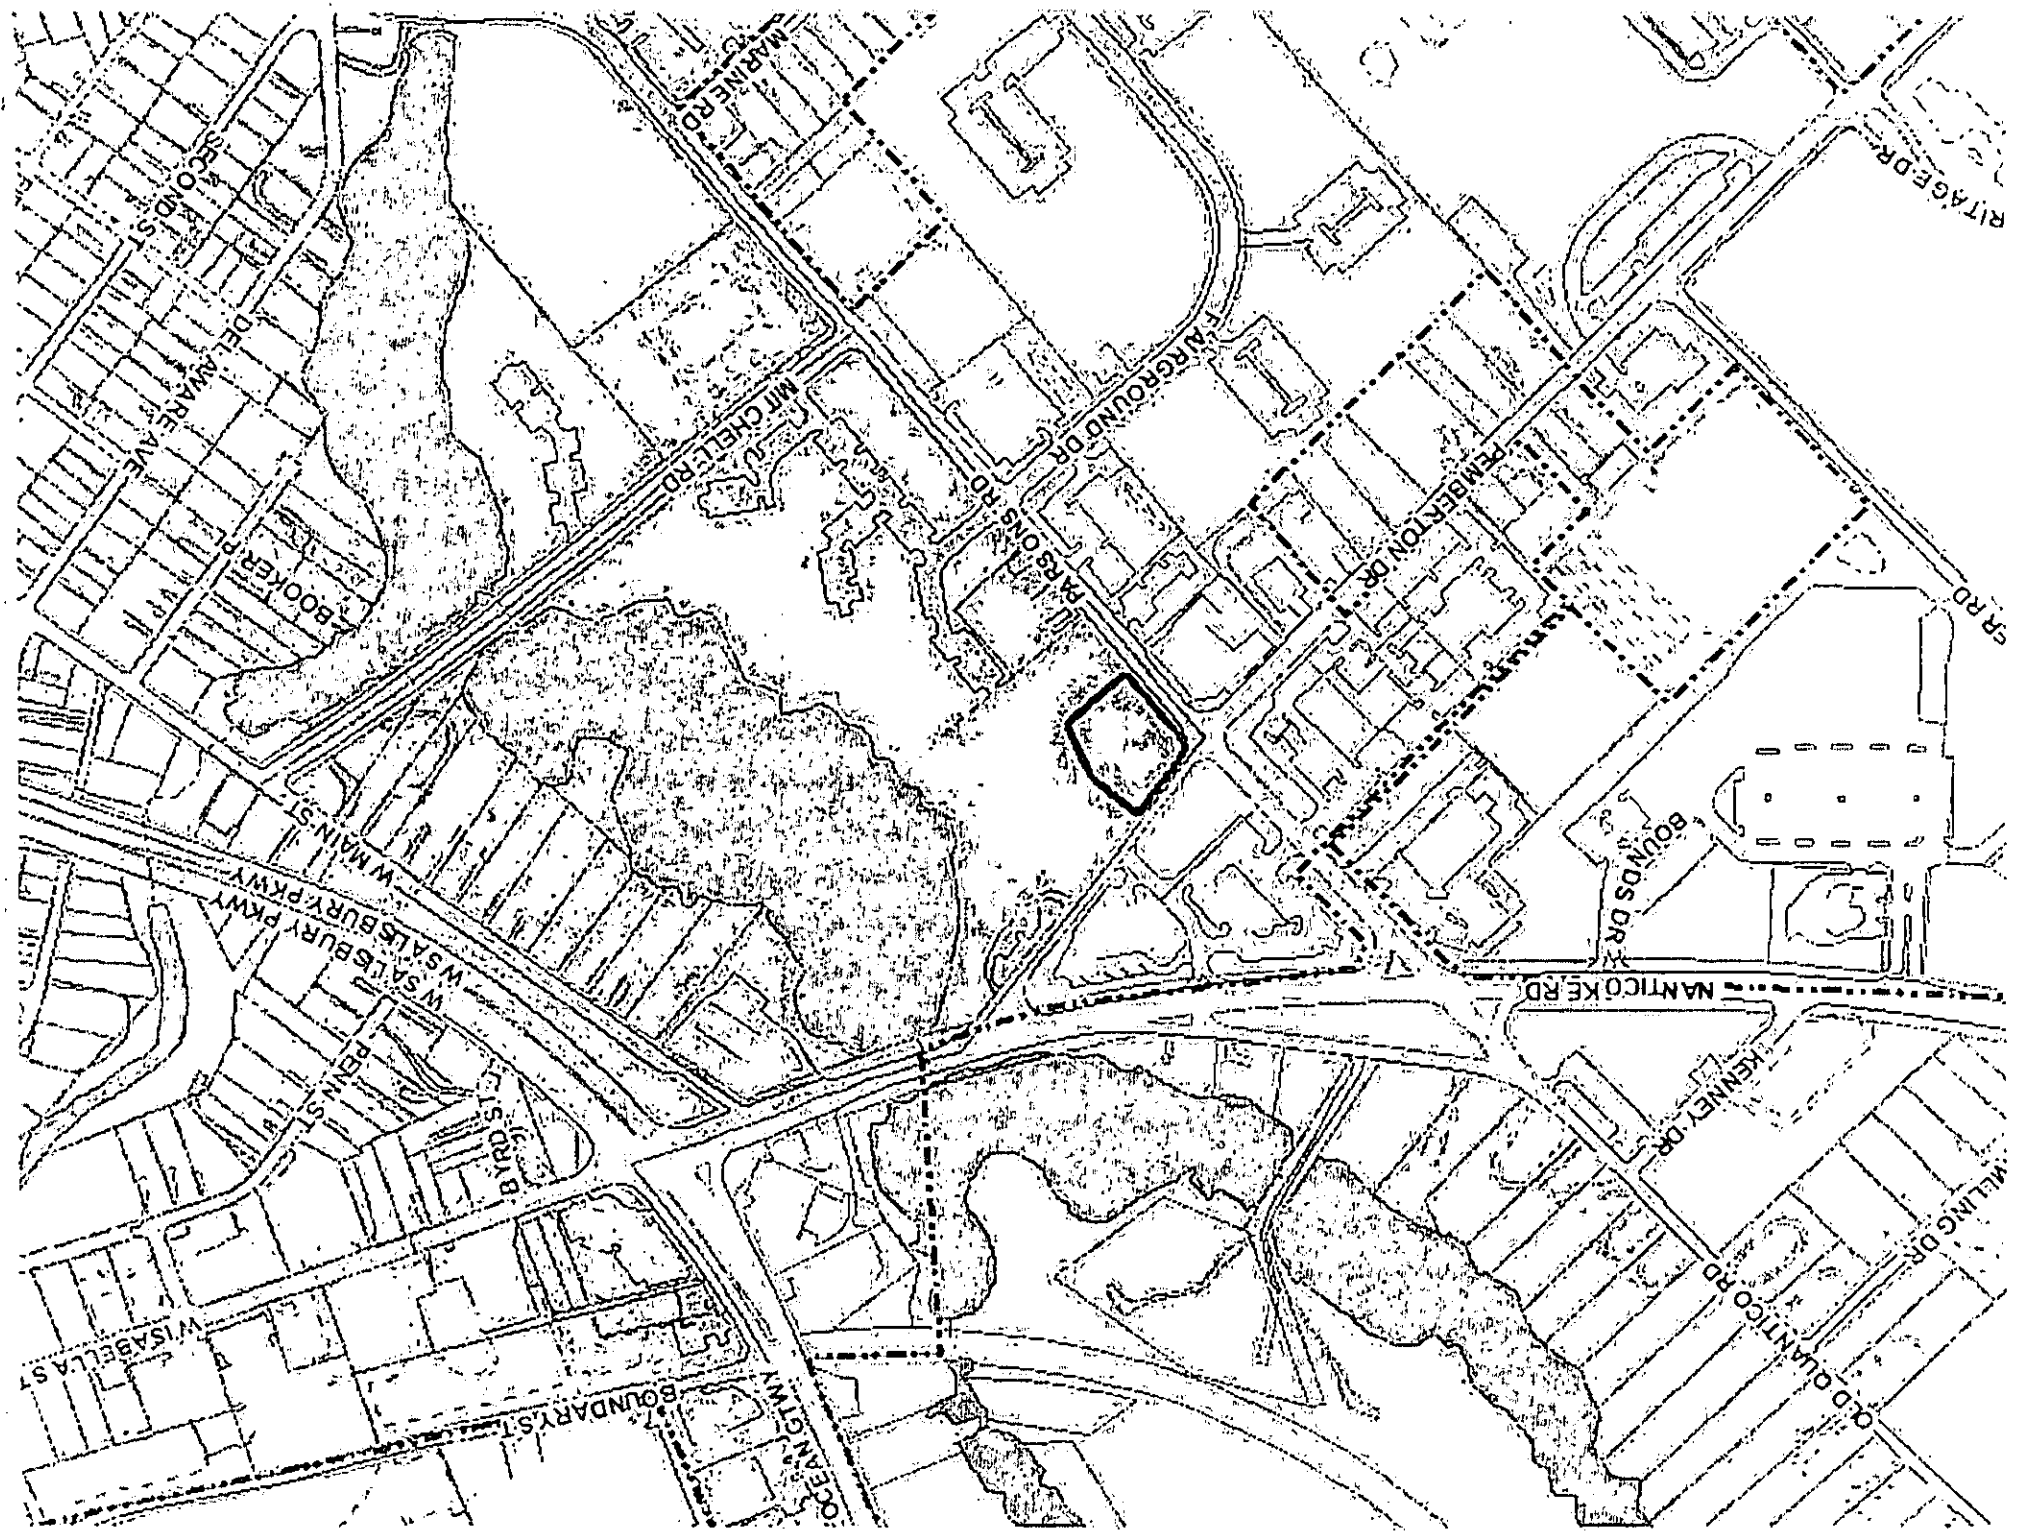 MARINE RD
SECOND ST
RITAGE DR
DELAWARE AVE
FAIRGROUND DR
MITCHELL RD
PEMBERTON DR
PARSONS RD
BOOKER P
ER RD
W MAIN ST
W SALISBURY PKWY
W SALISBURY PKWY
BOUNDS DR
NANTICOKE RD
PENN ST
BYRD ST
KENNEY DR
OLD QUANTICO RD
W ISABELLA ST
BOUNDARY ST
OCEAN GTWY